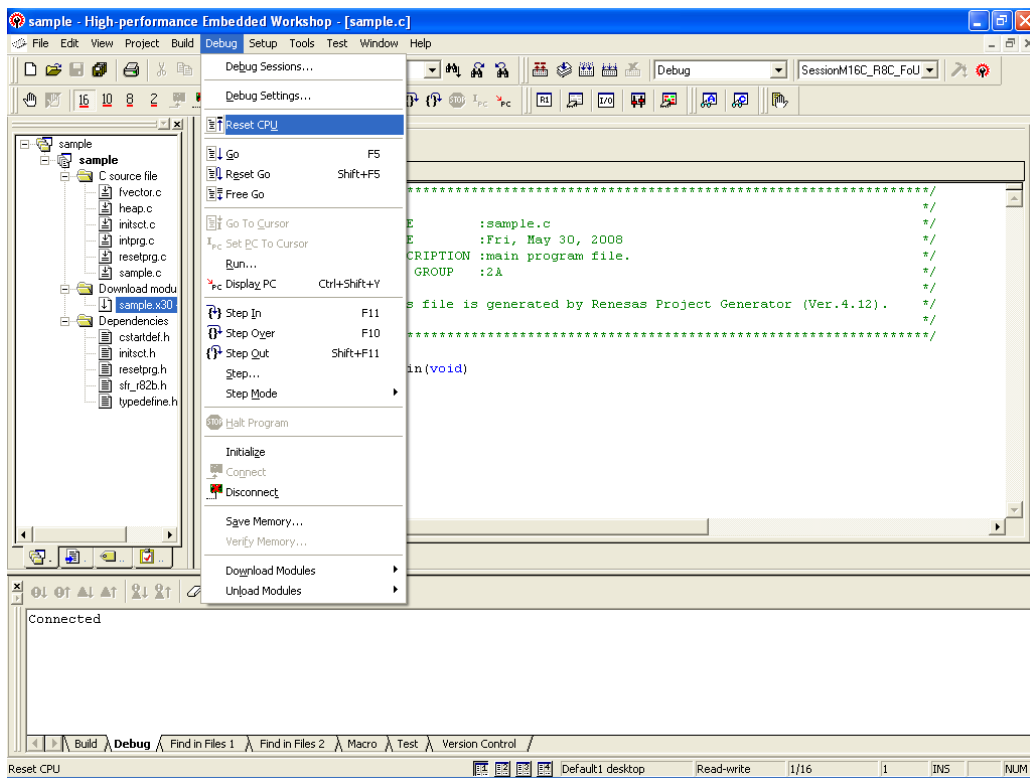 sample - High-performance Embedded Workshop - [sample.c]
File Edit View Project Build Debug Setup Tools Test Window Help
Debug SessionM16C_R8C_FoU
16 10 8 2
sample
sample
C source file
fvector.c
heap.c
initsct.c
intprg.c
resetprg.c
sample.c
Download modu
sample.x30
Dependencies
cstartdef.h
initsct.h
resetprg.h
sfr_r82b.h
typedefine.h
Debug Sessions...
Debug Settings...
Reset CPU
Go F5
Reset Go Shift+F5
Free Go
Go To Cursor
Set PC To Cursor
Run...
Display PC Ctrl+Shift+Y
Step In F11
Step Over F10
Step Out Shift+F11
Step...
Step Mode
Halt Program
Initialize
Connect
Disconnect
Save Memory...
Verify Memory...
Download Modules
Unload Modules
*/
E :sample.c */
E :Fri, May 30, 2008 */
CRIPTION :main program file. */
GROUP :2A */
*/
s file is generated by Renesas Project Generator (Ver.4.12). */
*/
*/
in(void)
Connected
Build Debug Find in Files 1 Find in Files 2 Macro Test Version Control
Reset CPU Default1 desktop Read-write 1/16 1 INS NUM